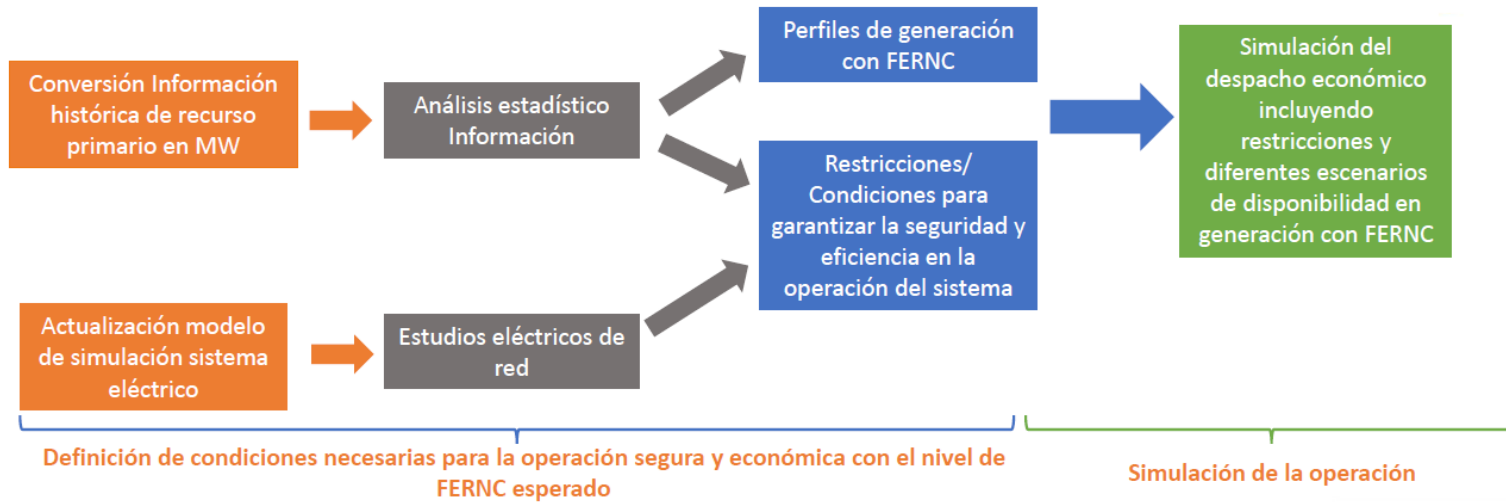 Conversión Información
histórica de recurso
primario en MW
Análisis estadístico
Información
Perfiles de generación
con FERNC
Restricciones/
Condiciones para
garantizar la seguridad y
eficiencia en la
operación del sistema
Simulación del
despacho económico
incluyendo
restricciones y
diferentes escenarios
de disponibilidad en
generación con FERNC
Actualización modelo
de simulación sistema
eléctrico
Estudios eléctricos de
red
Definición de condiciones necesarias para la operación segura y económica con el nivel de
FERNC esperado
Simulación de la operación